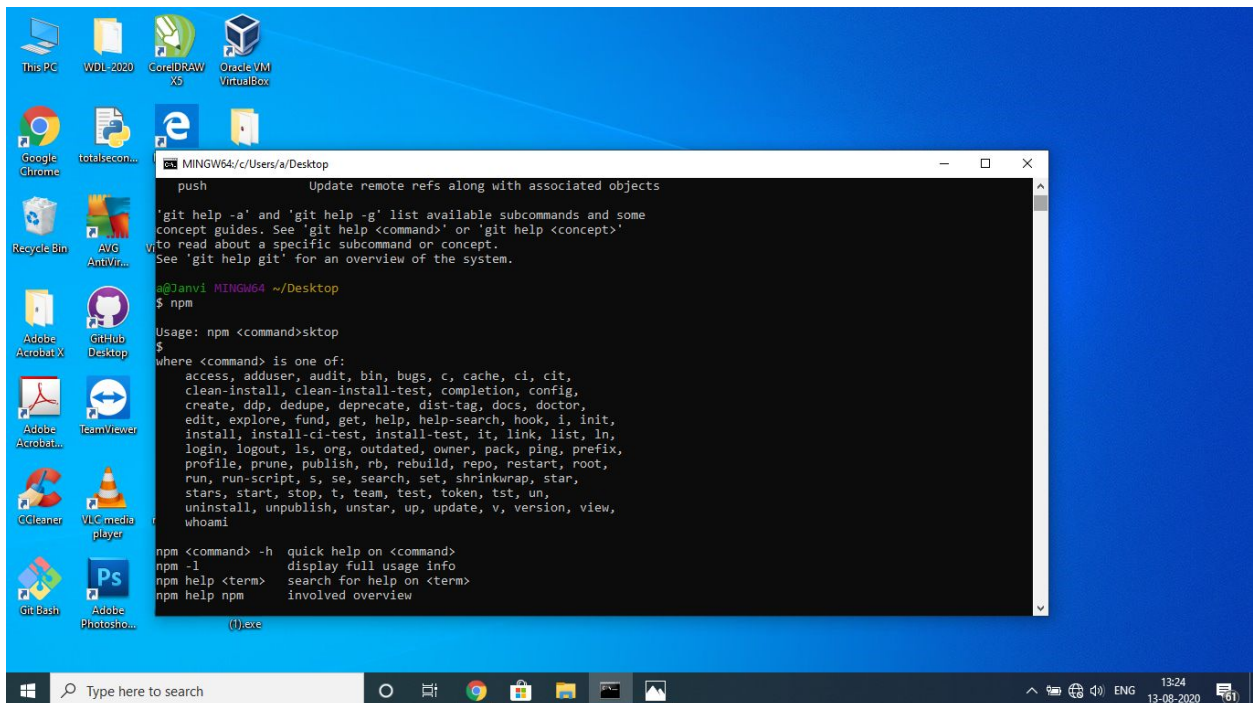 This PC
WDL-2020
CorelDRAW
X5
Oracle VM
VirtualBox
Google
Chrome
totalsecon...
Recycle Bin
AVG
AntiVir...
Adobe
Acrobat X
GitHub
Desktop
Adobe
Acrobat...
TeamViewer
CCleaner
VLC media
player
Git Bash
Ps
Adobe
Photosho...
(1).exe
MINGW64:/c/Users/a/Desktop
push Update remote refs along with associated objects
'git help -a' and 'git help -g' list available subcommands and some
concept guides. See 'git help <command>' or 'git help <concept>'
to read about a specific subcommand or concept.
See 'git help git' for an overview of the system.
a@Janvi MINGW64 ~/Desktop
$ npm
Usage: npm <command>sktop
$
where <command> is one of:
access, adduser, audit, bin, bugs, c, cache, ci, cit,
clean-install, clean-install-test, completion, config,
create, ddp, dedupe, deprecate, dist-tag, docs, doctor,
edit, explore, fund, get, help, help-search, hook, i, init,
install, install-ci-test, install-test, it, link, list, ln,
login, logout, ls, org, outdated, owner, pack, ping, prefix,
profile, prune, publish, rb, rebuild, repo, restart, root,
run, run-script, s, se, search, set, shrinkwrap, star,
stars, start, stop, t, team, test, token, tst, un,
uninstall, unpublish, unstar, up, update, v, version, view,
whoami
npm <command> -h quick help on <command>
npm -l display full usage info
npm help <term> search for help on <term>
npm help npm involved overview
Type here to search
ENG
13:24
13-08-2020
61